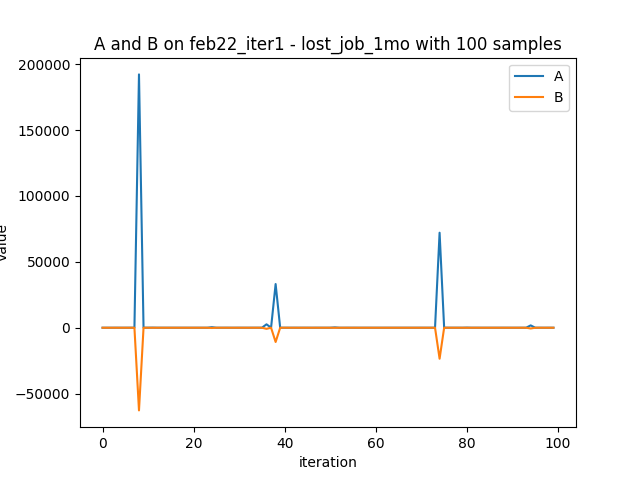 A and B on feb22_iter1 - lost_job_1mo with 100 samples
A
B
200000
150000
100000
50000
0
−50000
value
0 20 40 60 80 100
iteration